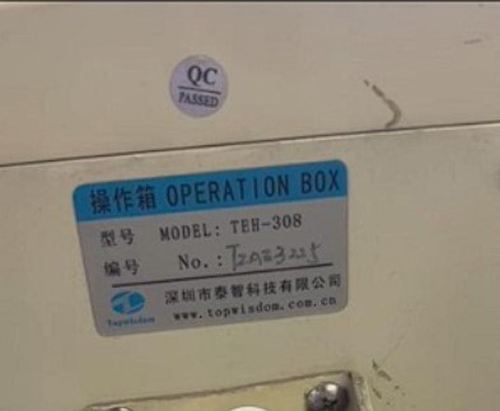 QC
PASSED
操作箱 OPERATION BOX
型号 MODEL: TEH-308
编号 No.:
Topwisdom
深圳市泰智科技有限公司
www.topwisdom.com.cn